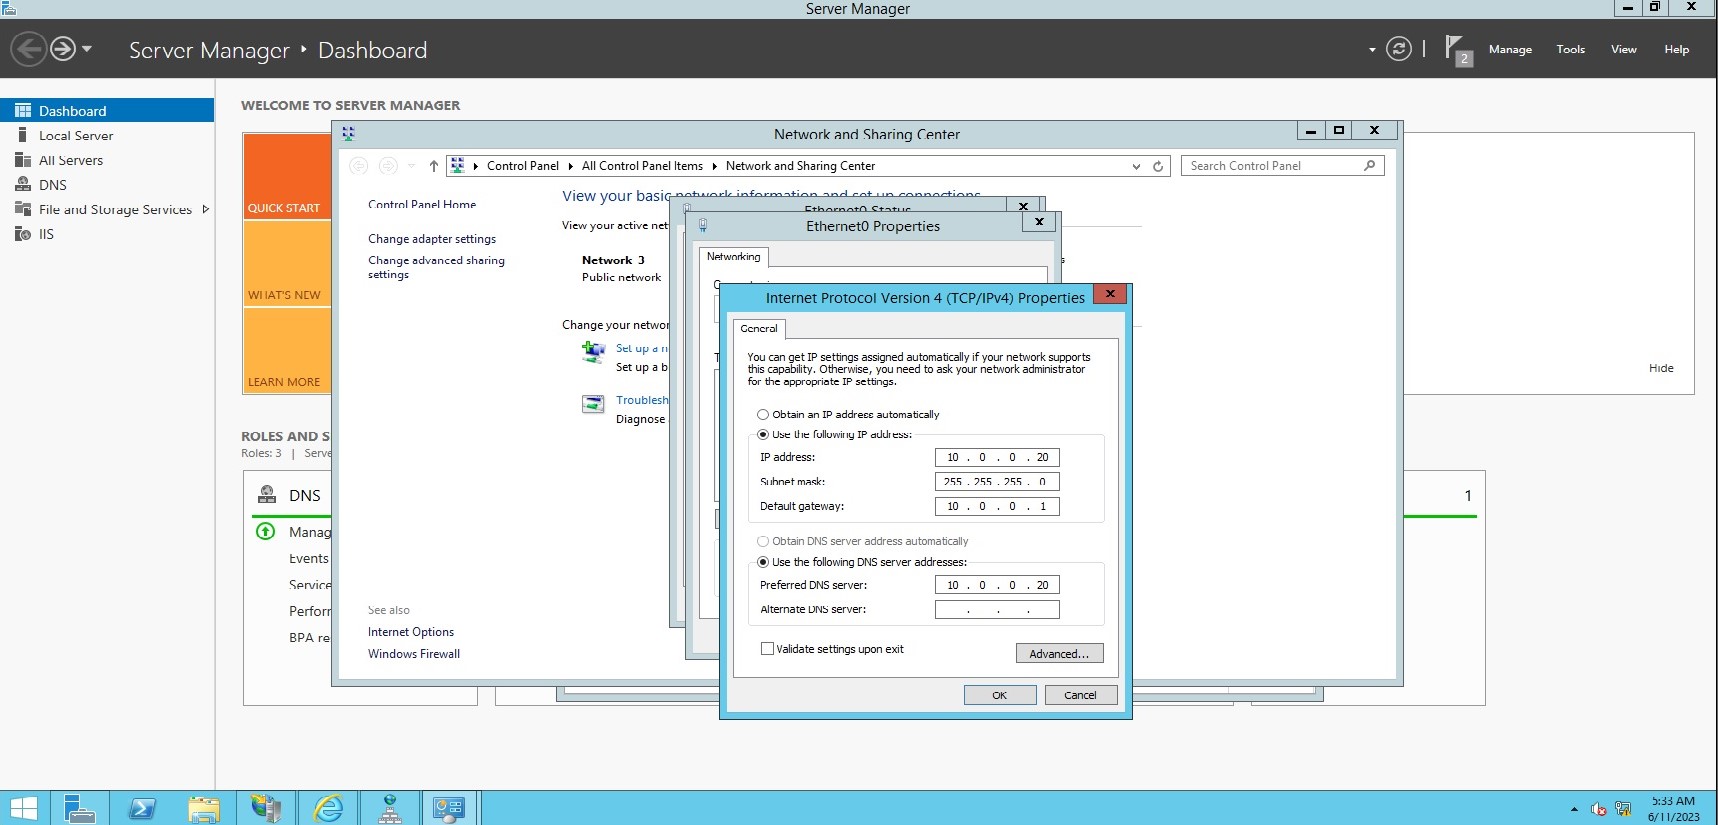 Server Manager
Server Manager ‣ Dashboard
2
Manage
Tools
View
Help
Dashboard
Local Server
All Servers
DNS
File and Storage Services
IIS
WELCOME TO SERVER MANAGER
QUICK START
WHAT'S NEW
LEARN MORE
Hide
ROLES AND S
Roles: 3 | Serve
DNS
Manag
Events
Service
Perforr
BPA re
1
Network and Sharing Center
Control Panel
All Control Panel Items
Network and Sharing Center
Search Control Panel
Control Panel Home
Change adapter settings
Change advanced sharing
settings
See also
Internet Options
Windows Firewall
View your basic network information and set up connections
View your active net
Network 3
Public network
Change your networ
Set up a n
Set up a b
Troublesh
Diagnose
Ethernet0 Status
Ethernet0 Properties
Networking
Internet Protocol Version 4 (TCP/IPv4) Properties
General
You can get IP settings assigned automatically if your network supports
this capability. Otherwise, you need to ask your network administrator
for the appropriate IP settings.
Obtain an IP address automatically
Use the following IP address:
IP address: 10 . 0 . 0 . 20
Subnet mask: 255 . 255 . 255 . 0
Default gateway: 10 . 0 . 0 . 1
Obtain DNS server address automatically
Use the following DNS server addresses:
Preferred DNS server: 10 . 0 . 0 . 20
Alternate DNS server: . . .
Validate settings upon exit
Advanced...
OK
Cancel
5:33 AM
6/11/2023